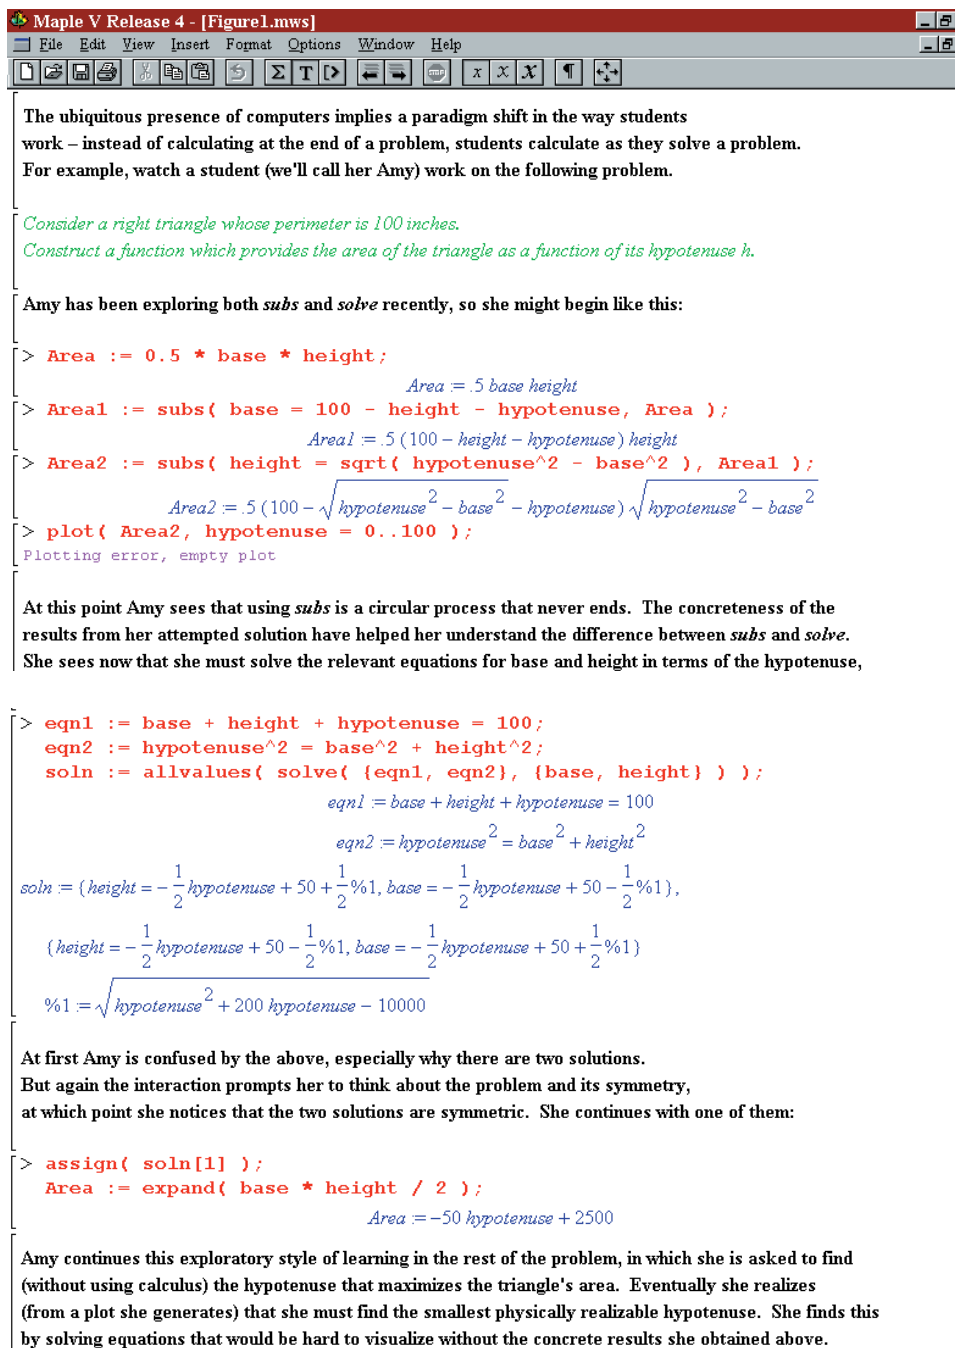 Maple V Release 4 - [Figure1.mws]
File Edit View Insert Format Options Window Help
Σ T [> STOP x x x ¶
The ubiquitous presence of computers implies a paradigm shift in the way students
work – instead of calculating at the end of a problem, students calculate as they solve a problem.
For example, watch a student (we'll call her Amy) work on the following problem.
Consider a right triangle whose perimeter is 100 inches.
Construct a function which provides the area of the triangle as a function of its hypotenuse h.
Amy has been exploring both subs and solve recently, so she might begin like this:
> Area := 0.5 * base * height;
Area := .5 base height
> Area1 := subs( base = 100 - height - hypotenuse, Area );
Area1 := .5 (100 − height − hypotenuse) height
> Area2 := subs( height = sqrt( hypotenuse^2 - base^2 ), Area1 );
Area2 := .5 (100 − √(hypotenuse² − base²) − hypotenuse) √(hypotenuse² − base²)
> plot( Area2, hypotenuse = 0..100 );
Plotting error, empty plot
At this point Amy sees that using subs is a circular process that never ends. The concreteness of the
results from her attempted solution have helped her understand the difference between subs and solve.
She sees now that she must solve the relevant equations for base and height in terms of the hypotenuse,
> eqn1 := base + height + hypotenuse = 100;
eqn2 := hypotenuse^2 = base^2 + height^2;
soln := allvalues( solve( {eqn1, eqn2}, {base, height} ) );
eqn1 := base + height + hypotenuse = 100
eqn2 := hypotenuse² = base² + height²
soln := {height = − 1/2 hypotenuse + 50 + 1/2 %1, base = − 1/2 hypotenuse + 50 − 1/2 %1},
{height = − 1/2 hypotenuse + 50 − 1/2 %1, base = − 1/2 hypotenuse + 50 + 1/2 %1}
%1 := √(hypotenuse² + 200 hypotenuse − 10000)
At first Amy is confused by the above, especially why there are two solutions.
But again the interaction prompts her to think about the problem and its symmetry,
at which point she notices that the two solutions are symmetric. She continues with one of them:
> assign( soln[1] );
Area := expand( base * height / 2 );
Area := −50 hypotenuse + 2500
Amy continues this exploratory style of learning in the rest of the problem, in which she is asked to find
(without using calculus) the hypotenuse that maximizes the triangle's area. Eventually she realizes
(from a plot she generates) that she must find the smallest physically realizable hypotenuse. She finds this
by solving equations that would be hard to visualize without the concrete results she obtained above.